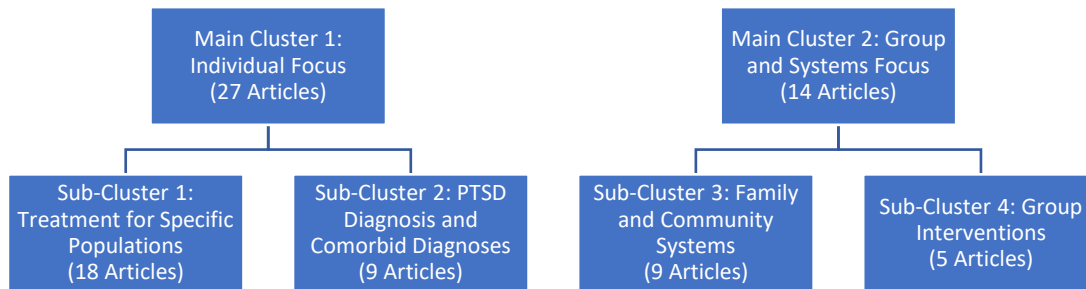 Main Cluster 1:
Individual Focus
(27 Articles)
Main Cluster 2: Group
and Systems Focus
(14 Articles)
Sub-Cluster 1:
Treatment for Specific
Populations
(18 Articles)
Sub-Cluster 2: PTSD
Diagnosis and
Comorbid Diagnoses
(9 Articles)
Sub-Cluster 3: Family
and Community
Systems
(9 Articles)
Sub-Cluster 4: Group
Interventions
(5 Articles)